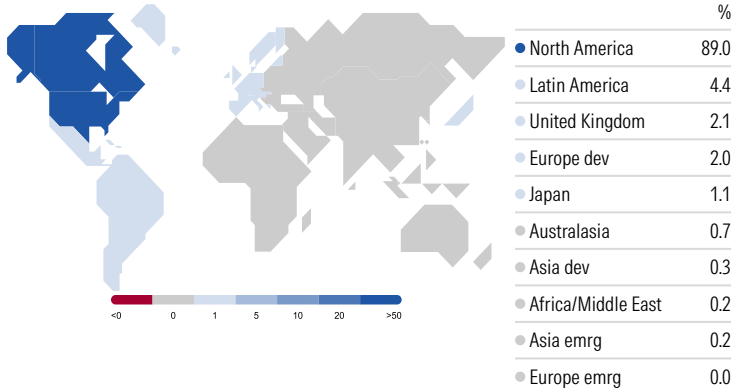 %
North America 89.0
Latin America 4.4
United Kingdom 2.1
Europe dev 2.0
Japan 1.1
Australasia 0.7
Asia dev 0.3
Africa/Middle East 0.2
Asia emrg 0.2
Europe emrg 0.0
<0 0 1 5 10 20 >50